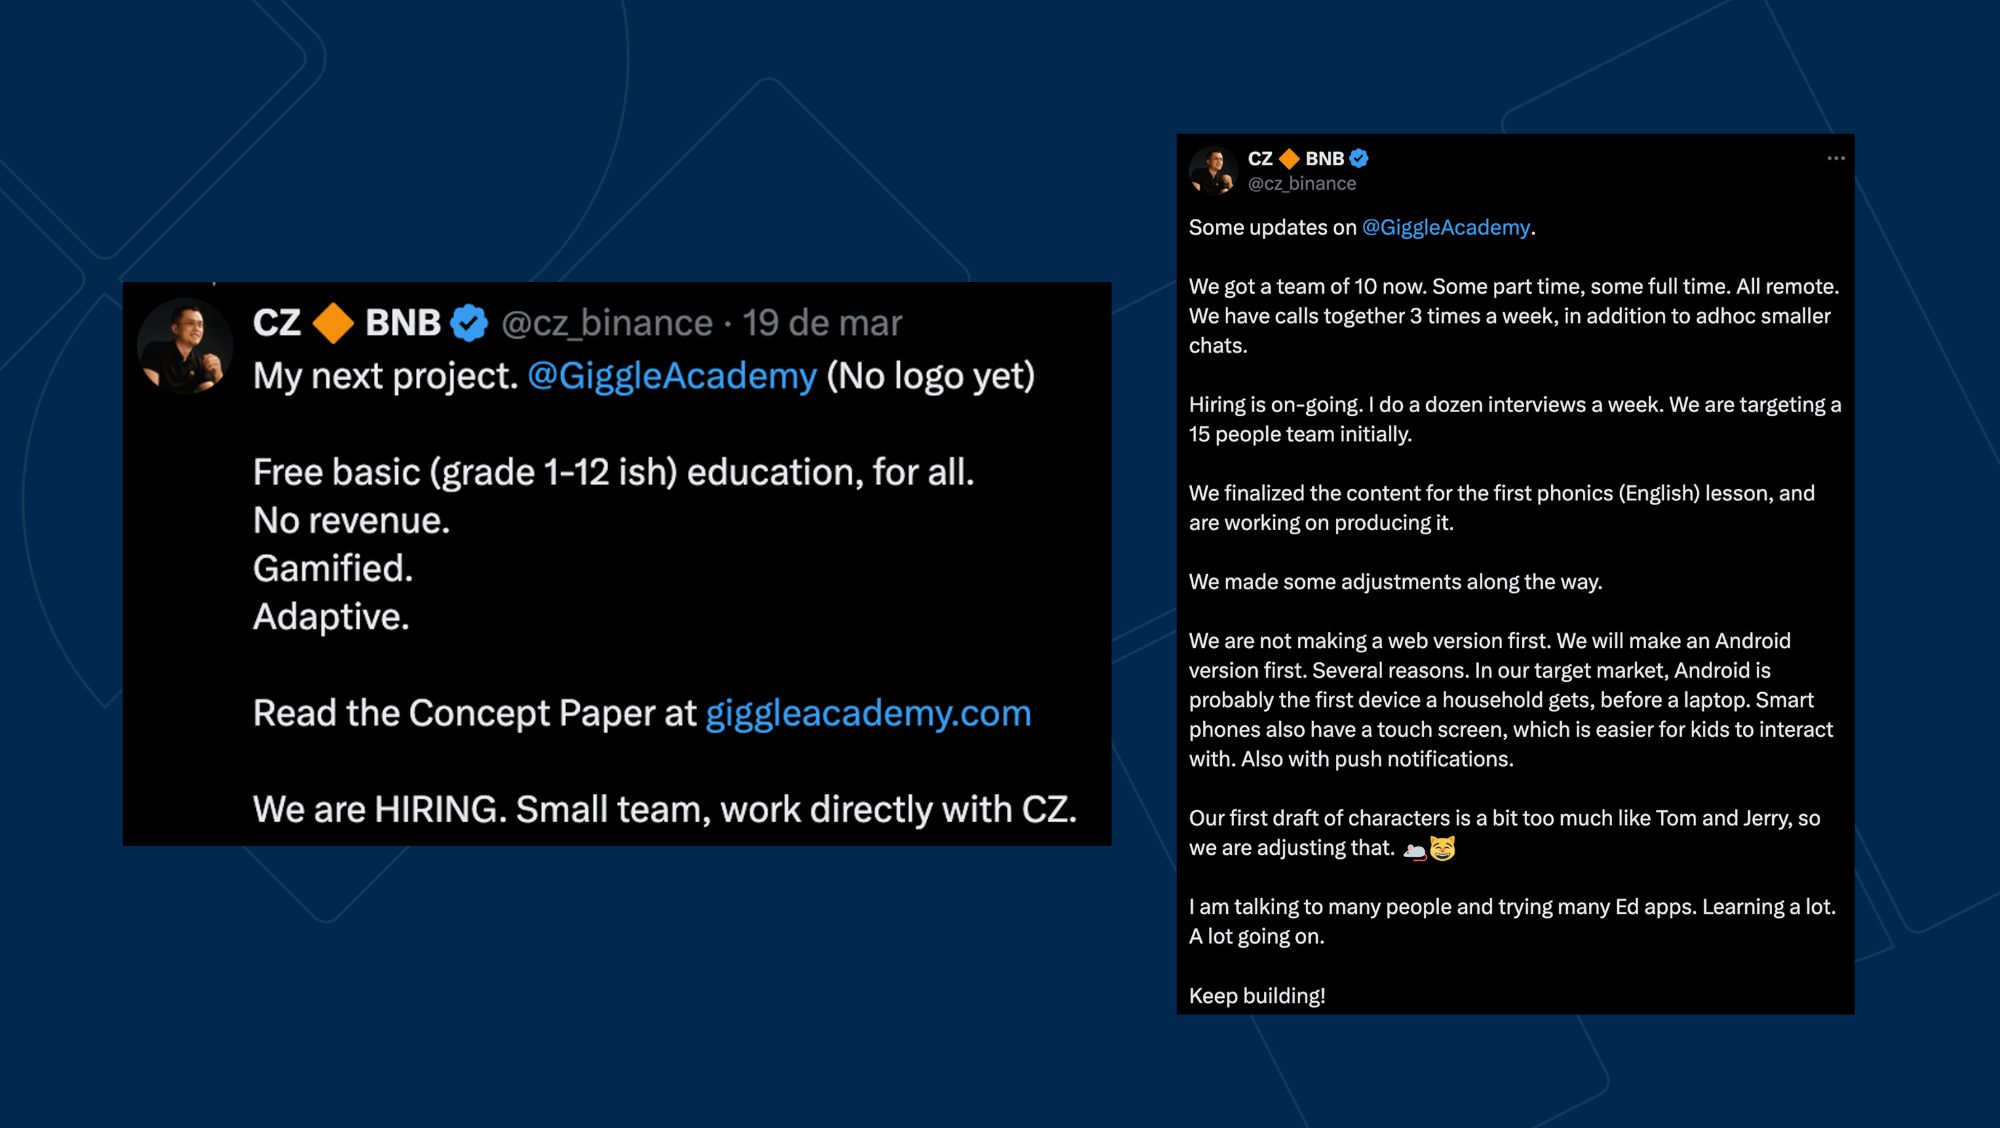 CZ 🔶 BNB @cz_binance · 19 de mar
My next project. @GiggleAcademy (No logo yet)
Free basic (grade 1-12 ish) education, for all.
No revenue.
Gamified.
Adaptive.
Read the Concept Paper at giggleacademy.com
We are HIRING. Small team, work directly with CZ.
CZ 🔶 BNB
@cz_binance
Some updates on @GiggleAcademy.
We got a team of 10 now. Some part time, some full time. All remote.
We have calls together 3 times a week, in addition to adhoc smaller
chats.
Hiring is on-going. I do a dozen interviews a week. We are targeting a
15 people team initially.
We finalized the content for the first phonics (English) lesson, and
are working on producing it.
We made some adjustments along the way.
We are not making a web version first. We will make an Android
version first. Several reasons. In our target market, Android is
probably the first device a household gets, before a laptop. Smart
phones also have a touch screen, which is easier for kids to interact
with. Also with push notifications.
Our first draft of characters is a bit too much like Tom and Jerry, so
we are adjusting that. 🐁😸
I am talking to many people and trying many Ed apps. Learning a lot.
A lot going on.
Keep building!